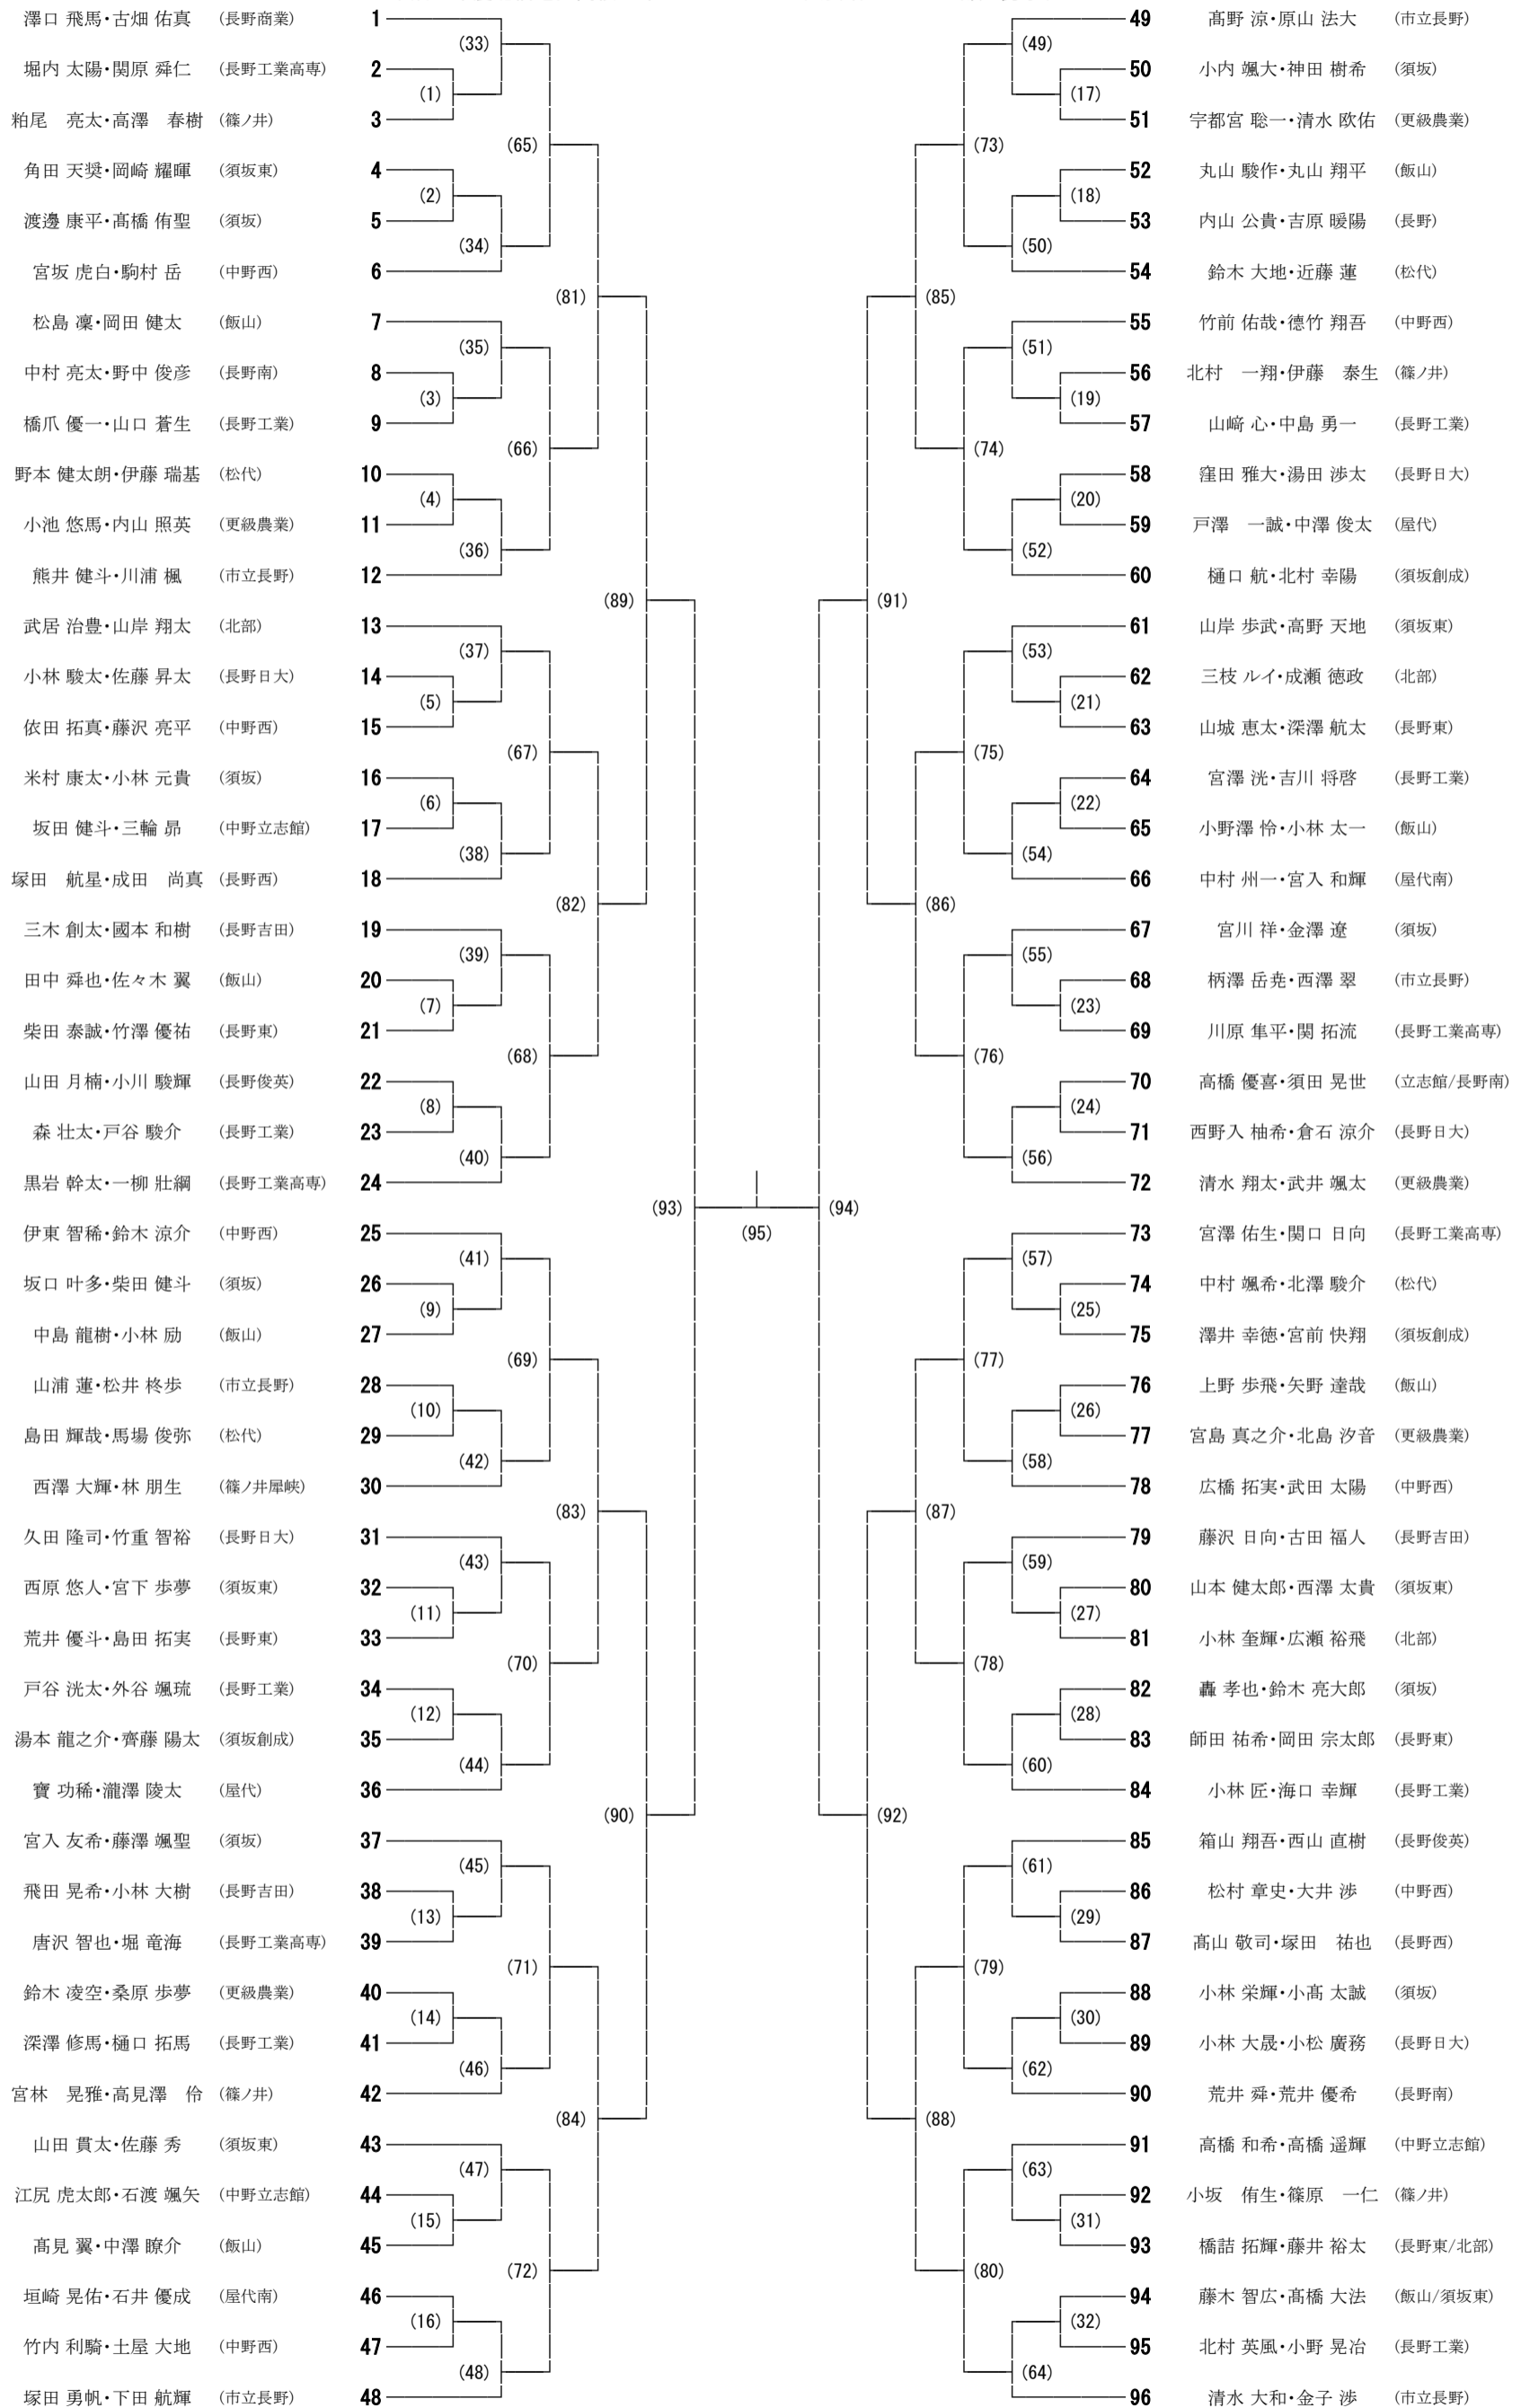 澤口 飛馬・古畑 佑真 (長野商業) 1
(33)
堀内 太陽・関原 舜仁 (長野工業高専) 2
(1)
粕尾　亮太・高澤　春樹 (篠ノ井) 3
(65)
角田 天奨・岡崎 耀暉 (須坂東) 4
(2)
渡邊 康平・髙橋 侑聖 (須坂) 5
(34)
宮坂 虎白・駒村 岳 (中野西) 6
(81)
松島 凜・岡田 健太 (飯山) 7
(35)
中村 亮太・野中 俊彦 (長野南) 8
(3)
橋爪 優一・山口 蒼生 (長野工業) 9
(66)
野本 健太朗・伊藤 瑞基 (松代) 10
(4)
小池 悠馬・内山 照英 (更級農業) 11
(36)
熊井 健斗・川浦 楓 (市立長野) 12
(89)
武居 治豊・山岸 翔太 (北部) 13
(37)
小林 駿太・佐藤 昇太 (長野日大) 14
(5)
依田 拓真・藤沢 亮平 (中野西) 15
(67)
米村 康太・小林 元貴 (須坂) 16
(6)
坂田 健斗・三輪 昴 (中野立志館) 17
(38)
塚田　航星・成田　尚真 (長野西) 18
(82)
三木 創太・國本 和樹 (長野吉田) 19
(39)
田中 舜也・佐々木 翼 (飯山) 20
(7)
柴田 泰誠・竹澤 優祐 (長野東) 21
(68)
山田 月楠・小川 駿輝 (長野俊英) 22
(8)
森 壮太・戸谷 駿介 (長野工業) 23
(40)
黒岩 幹太・一柳 壯綱 (長野工業高専) 24
(93)
伊東 智稀・鈴木 涼介 (中野西) 25
(41)
坂口 叶多・柴田 健斗 (須坂) 26
(9)
中島 龍樹・小林 励 (飯山) 27
(69)
山浦 蓮・松井 柊歩 (市立長野) 28
(10)
島田 輝哉・馬場 俊弥 (松代) 29
(42)
西澤 大輝・林 朋生 (篠ノ井犀峡) 30
(83)
久田 隆司・竹重 智裕 (長野日大) 31
(43)
西原 悠人・宮下 歩夢 (須坂東) 32
(11)
荒井 優斗・島田 拓実 (長野東) 33
(70)
戸谷 洸太・外谷 颯琉 (長野工業) 34
(12)
湯本 龍之介・齊藤 陽太 (須坂創成) 35
(44)
寶 功稀・瀧澤 陵太 (屋代) 36
(90)
宮入 友希・藤澤 颯聖 (須坂) 37
(45)
飛田 晃希・小林 大樹 (長野吉田) 38
(13)
唐沢 智也・堀 竜海 (長野工業高専) 39
(71)
鈴木 凌空・桑原 歩夢 (更級農業) 40
(14)
深澤 修馬・樋口 拓馬 (長野工業) 41
(46)
宮林　晃雅・高見澤　伶 (篠ノ井) 42
(84)
山田 貫太・佐藤 秀 (須坂東) 43
(47)
江尻 虎太郎・石渡 颯矢 (中野立志館) 44
(15)
髙見 翼・中澤 瞭介 (飯山) 45
(72)
垣崎 晃佑・石井 優成 (屋代南) 46
(16)
竹内 利騎・土屋 大地 (中野西) 47
(48)
塚田 勇帆・下田 航輝 (市立長野) 48
(95)
49 髙野 涼・原山 法大 (市立長野)
(49)
50 小内 颯大・神田 樹希 (須坂)
(17)
51 宇都宮 聡一・清水 欧佑 (更級農業)
(73)
52 丸山 駿作・丸山 翔平 (飯山)
(18)
53 内山 公貴・吉原 暖陽 (長野)
(50)
54 鈴木 大地・近藤 蓮 (松代)
(85)
55 竹前 佑哉・德竹 翔吾 (中野西)
(51)
56 北村　一翔・伊藤　泰生 (篠ノ井)
(19)
57 山﨑 心・中島 勇一 (長野工業)
(74)
58 窪田 雅大・湯田 渉太 (長野日大)
(20)
59 戸澤　一誠・中澤 俊太 (屋代)
(52)
60 樋口 航・北村 幸陽 (須坂創成)
(91)
61 山岸 歩武・高野 天地 (須坂東)
(53)
62 三枝 ルイ・成瀬 徳政 (北部)
(21)
63 山城 恵太・深澤 航太 (長野東)
(75)
64 宮澤 洸・吉川 将啓 (長野工業)
(22)
65 小野澤 怜・小林 太一 (飯山)
(54)
66 中村 州一・宮入 和輝 (屋代南)
(86)
67 宮川 祥・金澤 遼 (須坂)
(55)
68 柄澤 岳尭・西澤 翠 (市立長野)
(23)
69 川原 隼平・関 拓流 (長野工業高専)
(76)
70 高橋 優喜・須田 晃世 (立志館/長野南)
(24)
71 西野入 柚希・倉石 涼介 (長野日大)
(56)
72 清水 翔太・武井 颯太 (更級農業)
(94)
73 宮澤 佑生・関口 日向 (長野工業高専)
(57)
74 中村 颯希・北澤 駿介 (松代)
(25)
75 澤井 幸徳・宮前 快翔 (須坂創成)
(77)
76 上野 歩飛・矢野 達哉 (飯山)
(26)
77 宮島 真之介・北島 汐音 (更級農業)
(58)
78 広橋 拓実・武田 太陽 (中野西)
(87)
79 藤沢 日向・古田 福人 (長野吉田)
(59)
80 山本 健太郎・西澤 太貴 (須坂東)
(27)
81 小林 奎輝・広瀬 裕飛 (北部)
(78)
82 轟 孝也・鈴木 亮大郎 (須坂)
(28)
83 師田 祐希・岡田 宗太郎 (長野東)
(60)
84 小林 匠・海口 幸輝 (長野工業)
(92)
85 箱山 翔吾・西山 直樹 (長野俊英)
(61)
86 松村 章史・大井 渉 (中野西)
(29)
87 髙山 敬司・塚田　祐也 (長野西)
(79)
88 小林 栄輝・小髙 太誠 (須坂)
(30)
89 小林 大晟・小松 廣務 (長野日大)
(62)
90 荒井 舜・荒井 優希 (長野南)
(88)
91 高橋 和希・高橋 遥輝 (中野立志館)
(63)
92 小坂　侑生・篠原　一仁 (篠ノ井)
(31)
93 橋詰 拓輝・藤井 裕太 (長野東/北部)
(80)
94 藤木 智広・髙橋 大法 (飯山/須坂東)
(32)
95 北村 英風・小野 晃冶 (長野工業)
(64)
96 清水 大和・金子 渉 (市立長野)